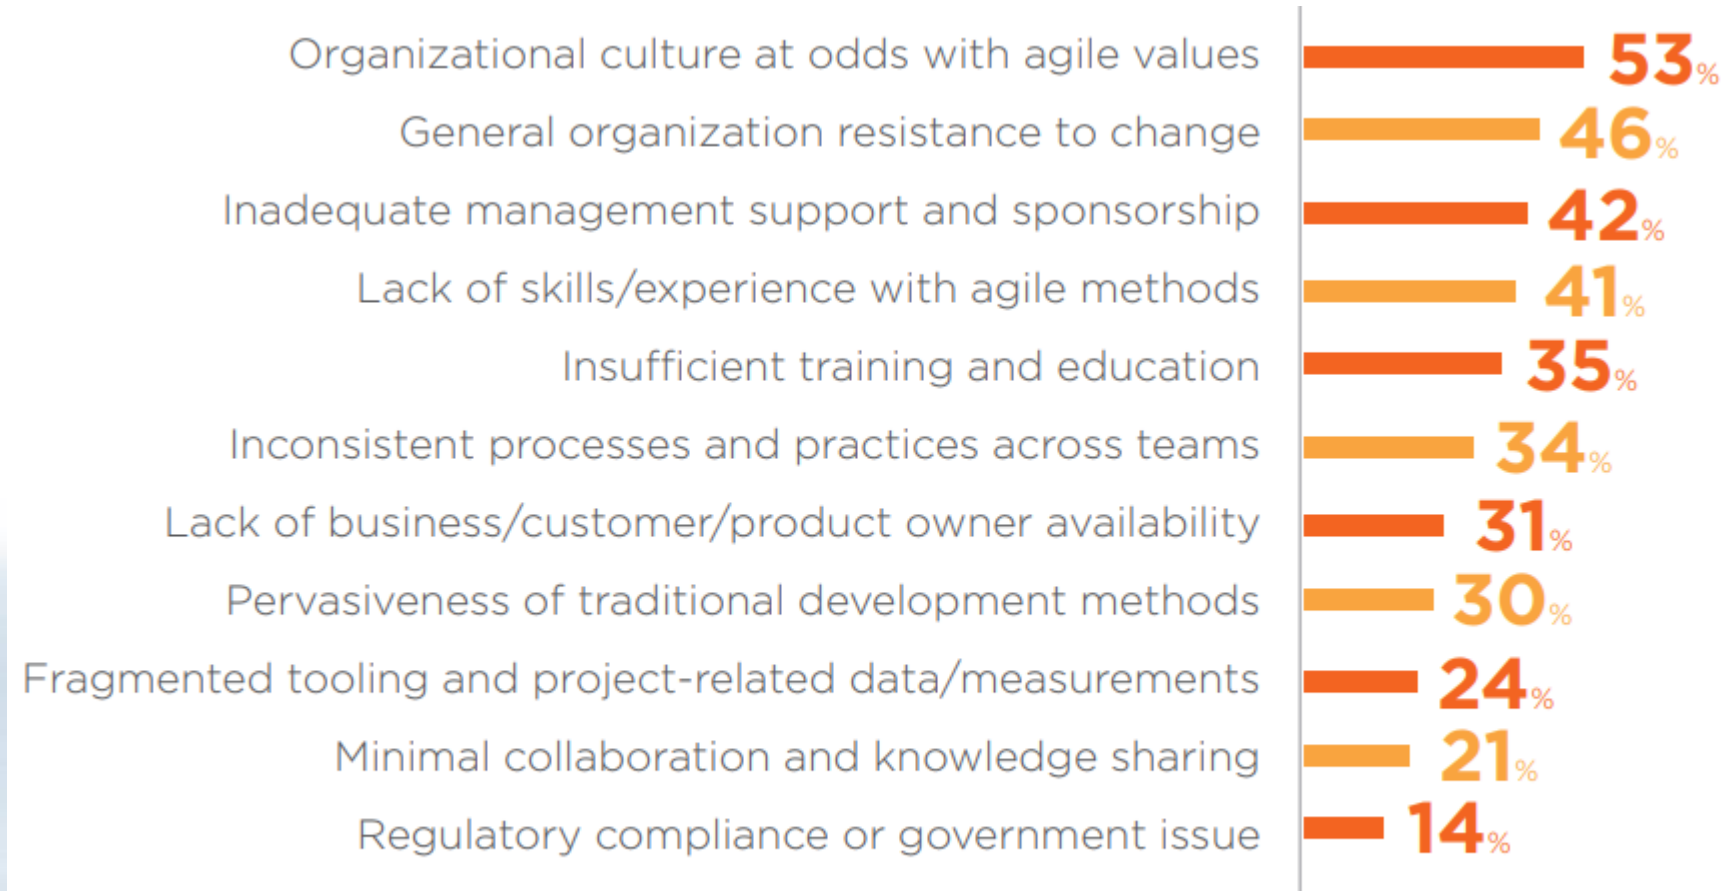 Organizational culture at odds with agile values 53%
General organization resistance to change 46%
Inadequate management support and sponsorship 42%
Lack of skills/experience with agile methods 41%
Insufficient training and education 35%
Inconsistent processes and practices across teams 34%
Lack of business/customer/product owner availability 31%
Pervasiveness of traditional development methods 30%
Fragmented tooling and project-related data/measurements 24%
Minimal collaboration and knowledge sharing 21%
Regulatory compliance or government issue 14%